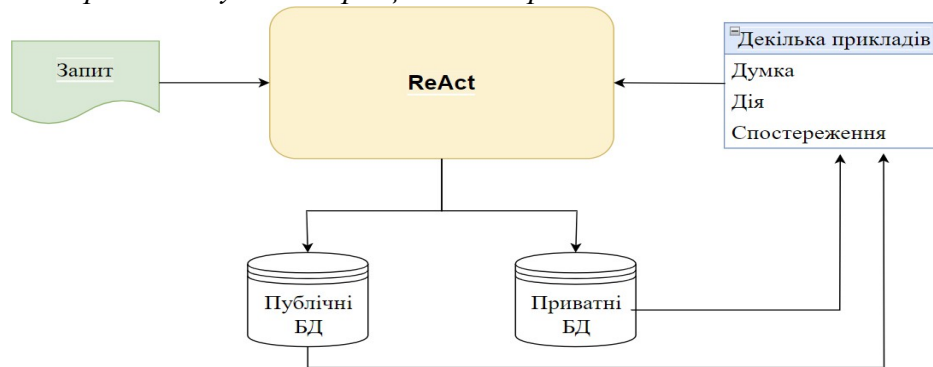 Запит
ReAct
Декілька прикладів
Думка
Дія
Спостереження
Публічні
БД
Приватні
БД